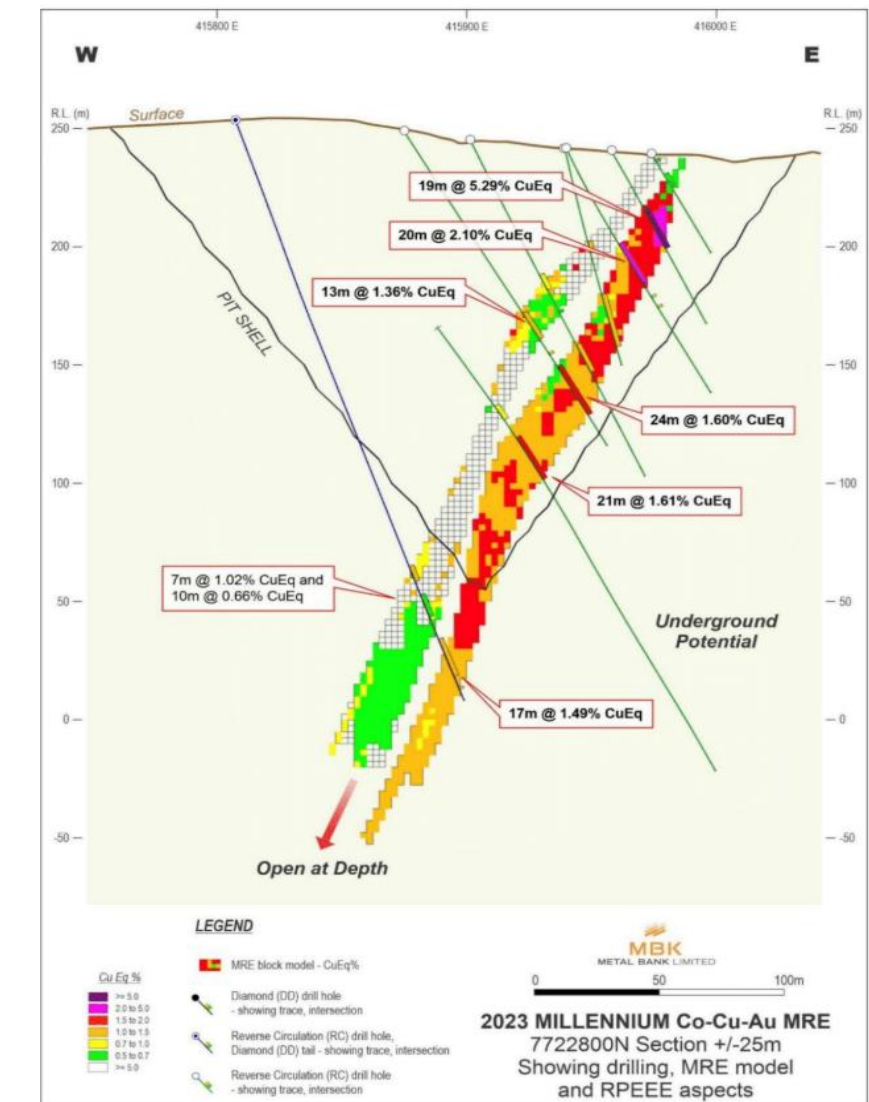 415800 E
415900 E
416000 E
W
E
R.L. (m)
Surface
R.L. (m)
250
250
19m @ 5.29% CuEq
20m @ 2.10% CuEq
200
200
13m @ 1.36% CuEq
PIT SHELL
150
150
24m @ 1.60% CuEq
100
100
21m @ 1.61% CuEq
7m @ 1.02% CuEq and
10m @ 0.66% CuEq
50
50
Underground
Potential
17m @ 1.49% CuEq
0
0
-50
-50
Open at Depth
LEGEND
MRE block model - CuEq%
Cu Eq %
>= 5.0
2.0 to 5.0
1.5 to 2.0
1.0 to 1.5
0.7 to 1.0
0.5 to 0.7
>= 5.0
Diamond (DD) drill hole
- showing trace, intersection
Reverse Circulation (RC) drill hole,
Diamond (DD) tail - showing trace, intersection
Reverse Circulation (RC) drill hole
- showing trace, intersection
MBK
METAL BANK LIMITED
0
50
100m
2023 MILLENNIUM Co-Cu-Au MRE
7722800N Section +/-25m
Showing drilling, MRE model
and RPEEE aspects